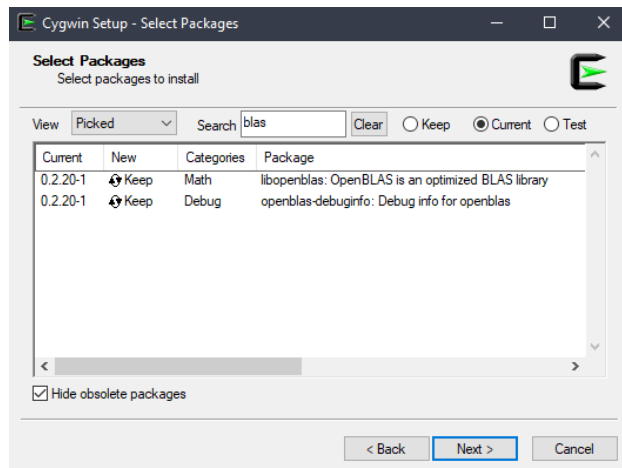 Cygwin Setup - Select Packages
Select Packages
Select packages to install
View Picked Search blas Clear Keep Current Test
Current New Categories Package
0.2.20-1 Keep Math libopenblas: OpenBLAS is an optimized BLAS library
0.2.20-1 Keep Debug openblas-debuginfo: Debug info for openblas
Hide obsolete packages
< Back Next > Cancel